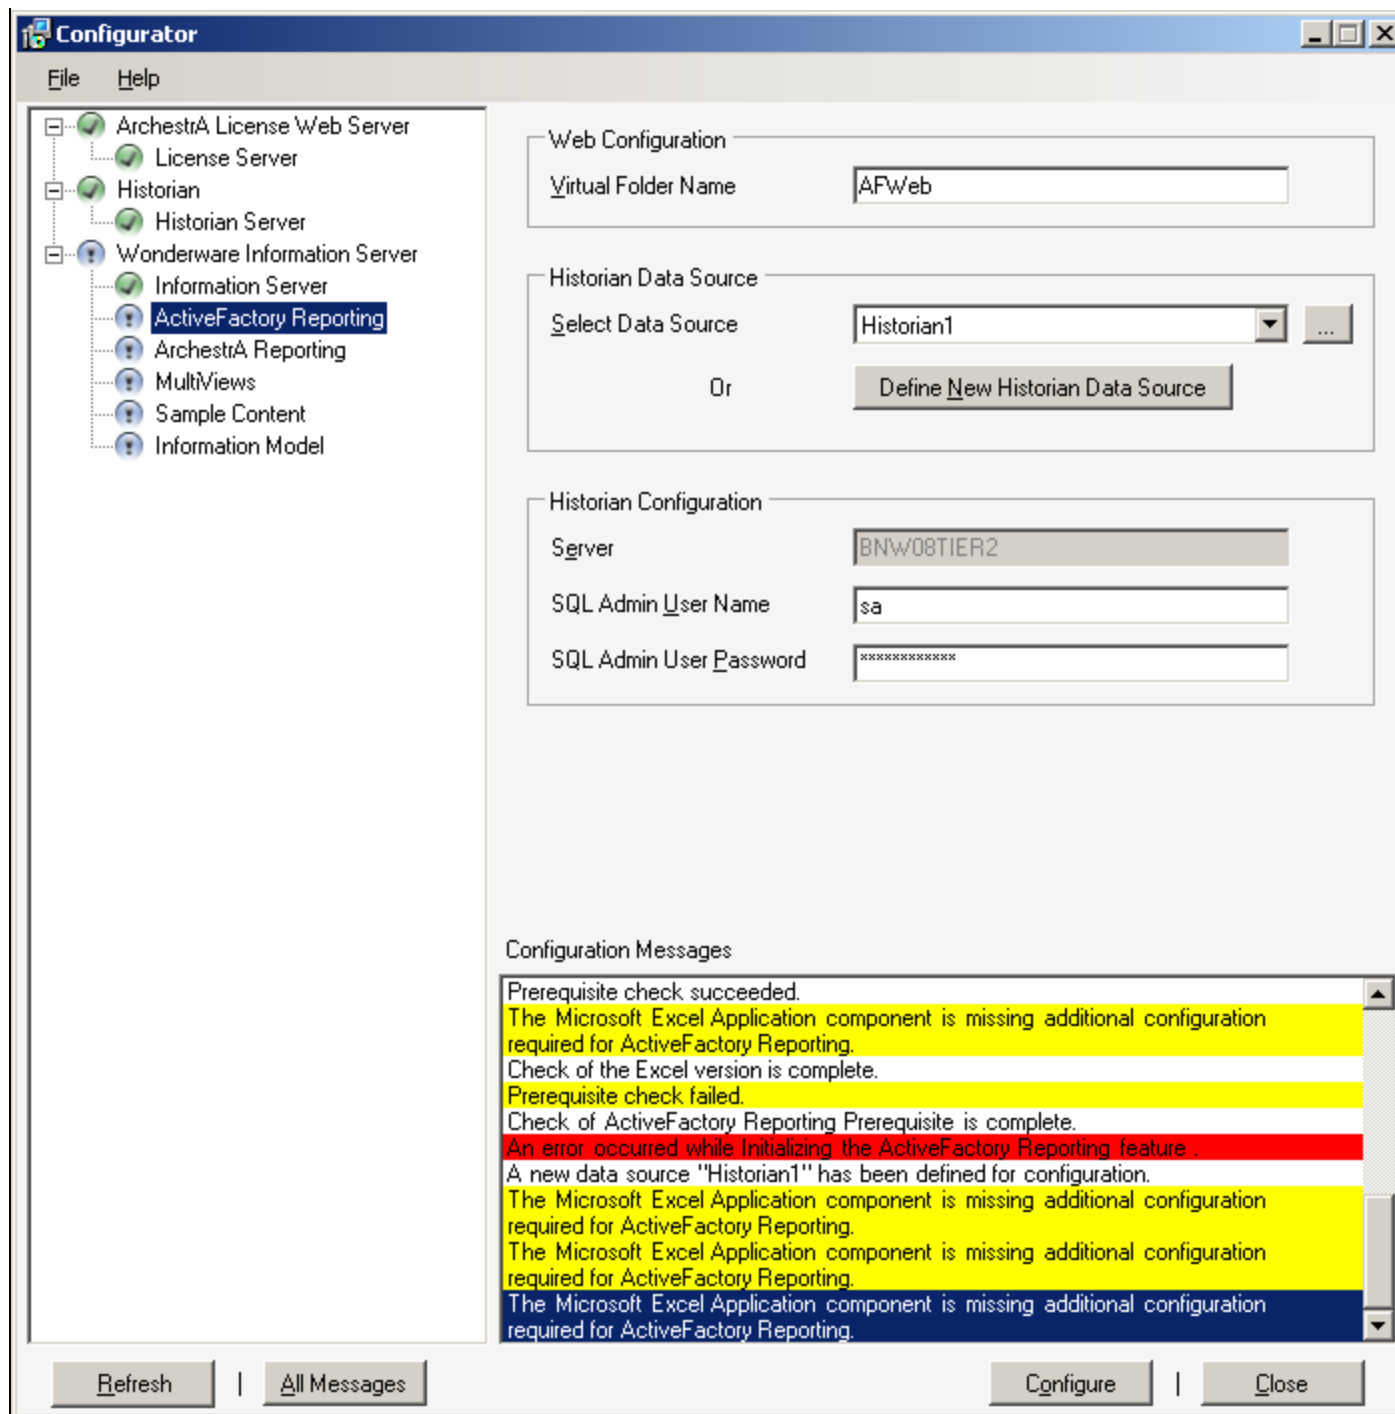 Configurator
File Help
ArchestrA License Web Server
License Server
Historian
Historian Server
Wonderware Information Server
Information Server
ActiveFactory Reporting
ArchestrA Reporting
MultiViews
Sample Content
Information Model
Web Configuration
Virtual Folder Name AFWeb
Historian Data Source
Select Data Source Historian1 ...
Or Define New Historian Data Source
Historian Configuration
Server BNW08TIER2
SQL Admin User Name sa
SQL Admin User Password ************
Configuration Messages
Prerequisite check succeeded.
The Microsoft Excel Application component is missing additional configuration
required for ActiveFactory Reporting.
Check of the Excel version is complete.
Prerequisite check failed.
Check of ActiveFactory Reporting Prerequisite is complete.
An error occurred while Initializing the ActiveFactory Reporting feature .
A new data source "Historian1" has been defined for configuration.
The Microsoft Excel Application component is missing additional configuration
required for ActiveFactory Reporting.
The Microsoft Excel Application component is missing additional configuration
required for ActiveFactory Reporting.
The Microsoft Excel Application component is missing additional configuration
required for ActiveFactory Reporting.
Refresh | All Messages Configure | Close